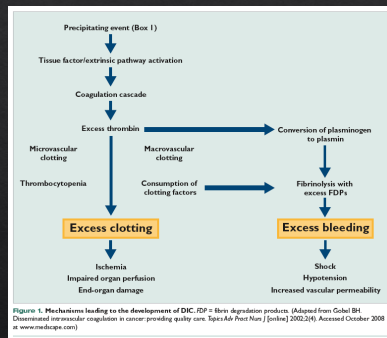 Precipitating event (Box 1)
Tissue factor/extrinsic pathway activation
Coagulation cascade
Excess thrombin
Conversion of plasminogen
to plasmin
Microvascular
clotting
Macrovascular
clotting
Thrombocytopenia
Consumption of
clotting factors
Fibrinolysis with
excess FDPs
Excess clotting
Excess bleeding
Ischemia
Impaired organ perfusion
End-organ damage
Shock
Hypotension
Increased vascular permeability
Figure 1. Mechanisms leading to the development of DIC. FDP = fibrin degradation products. (Adapted from Gobel BH.
Disseminated intravascular coagulation in cancer: providing quality care. Topics Adv Pract Nurs J [online] 2002;2(4). Accessed October 2008
at www.medscape.com)